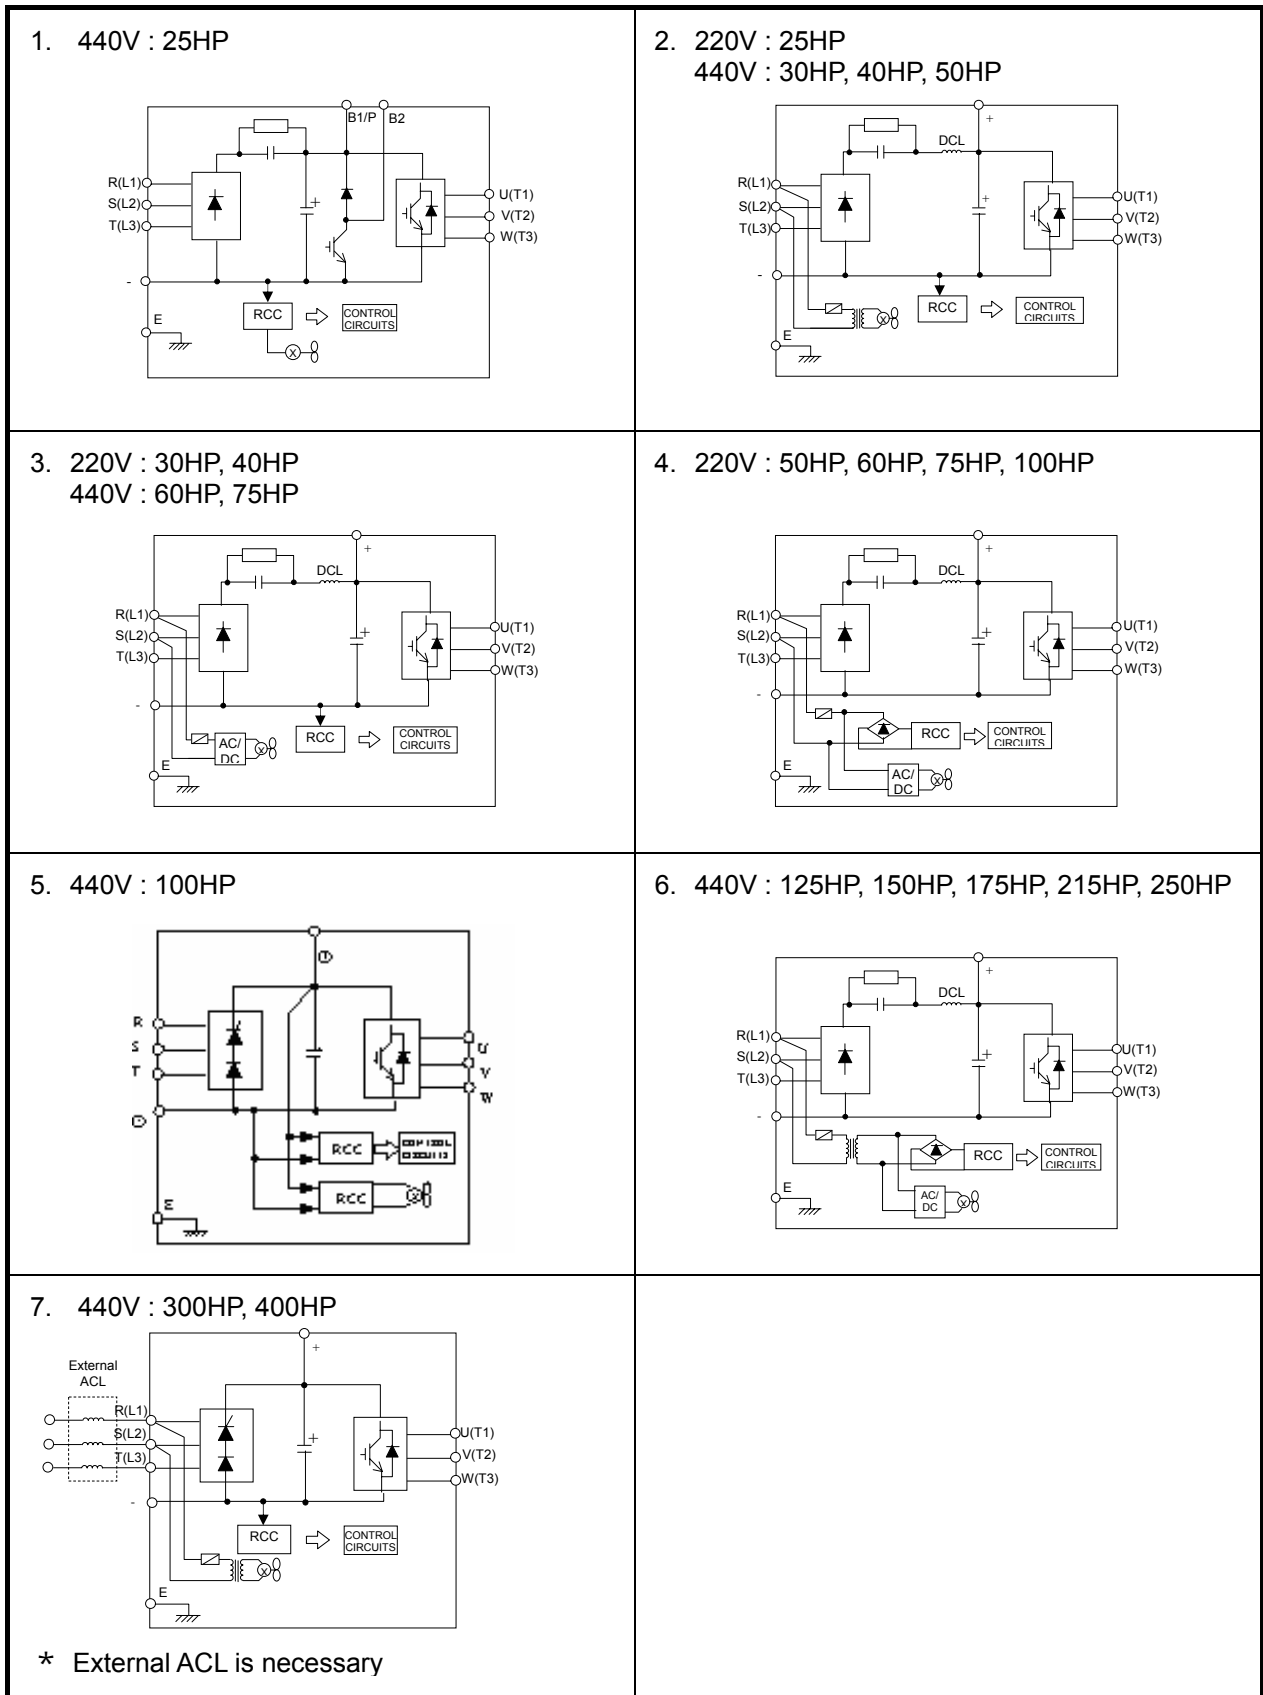 1. 440V : 25HP
B1/P B2
R(L1)
S(L2)
T(L3)
+
U(T1)
V(T2)
W(T3)
-
E
RCC
CONTROL
CIRCUITS
X
2. 220V : 25HP
440V : 30HP, 40HP, 50HP
+
DCL
R(L1)
S(L2)
T(L3)
+
U(T1)
V(T2)
W(T3)
-
E
RCC
CONTROL
CIRCUITS
X
3. 220V : 30HP, 40HP
440V : 60HP, 75HP
+
DCL
R(L1)
S(L2)
T(L3)
+
U(T1)
V(T2)
W(T3)
-
E
AC/
DC
X
RCC
CONTROL
CIRCUITS
4. 220V : 50HP, 60HP, 75HP, 100HP
+
DCL
R(L1)
S(L2)
T(L3)
+
U(T1)
V(T2)
W(T3)
-
E
RCC
CONTROL
CIRCUITS
AC/
DC
X
5. 440V : 100HP
R
S
T
U
V
W
E
RCC
CONTROL
CIRCUITS
RCC
X
6. 440V : 125HP, 150HP, 175HP, 215HP, 250HP
+
DCL
R(L1)
S(L2)
T(L3)
+
U(T1)
V(T2)
W(T3)
-
E
RCC
CONTROL
CIRCUITS
AC/
DC
X
7. 440V : 300HP, 400HP
+
External
ACL
R(L1)
S(L2)
T(L3)
+
U(T1)
V(T2)
W(T3)
-
E
RCC
CONTROL
CIRCUITS
X
* External ACL is necessary